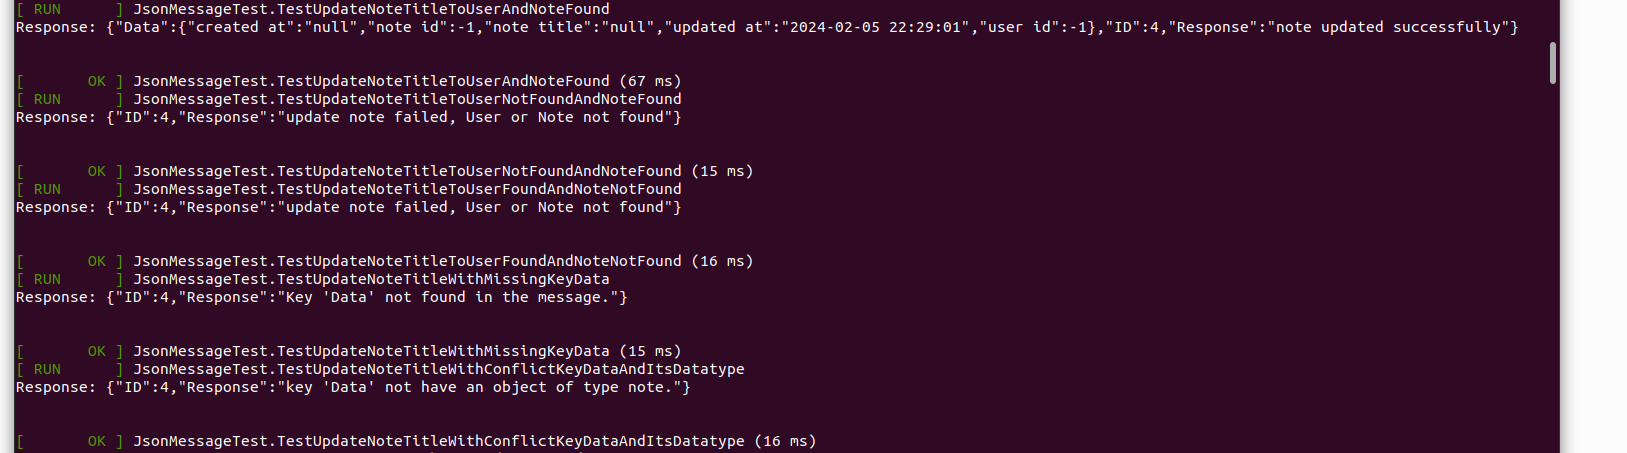 [ RUN      ] JsonMessageTest.TestUpdateNoteTitleToUserAndNoteFound
Response: {"Data":{"created at":"null","note id":-1,"note title":"null","updated at":"2024-02-05 22:29:01","user id":-1},"ID":4,"Response":"note updated successfully"}
[       OK ] JsonMessageTest.TestUpdateNoteTitleToUserAndNoteFound (67 ms)
[ RUN      ] JsonMessageTest.TestUpdateNoteTitleToUserNotFoundAndNoteFound
Response: {"ID":4,"Response":"update note failed, User or Note not found"}
[       OK ] JsonMessageTest.TestUpdateNoteTitleToUserNotFoundAndNoteFound (15 ms)
[ RUN      ] JsonMessageTest.TestUpdateNoteTitleToUserFoundAndNoteNotFound
Response: {"ID":4,"Response":"update note failed, User or Note not found"}
[       OK ] JsonMessageTest.TestUpdateNoteTitleToUserFoundAndNoteNotFound (16 ms)
[ RUN      ] JsonMessageTest.TestUpdateNoteTitleWithMissingKeyData
Response: {"ID":4,"Response":"Key 'Data' not found in the message."}
[       OK ] JsonMessageTest.TestUpdateNoteTitleWithMissingKeyData (15 ms)
[ RUN      ] JsonMessageTest.TestUpdateNoteTitleWithConflictKeyDataAndItsDatatype
Response: {"ID":4,"Response":"key 'Data' not have an object of type note."}
[       OK ] JsonMessageTest.TestUpdateNoteTitleWithConflictKeyDataAndItsDatatype (16 ms)